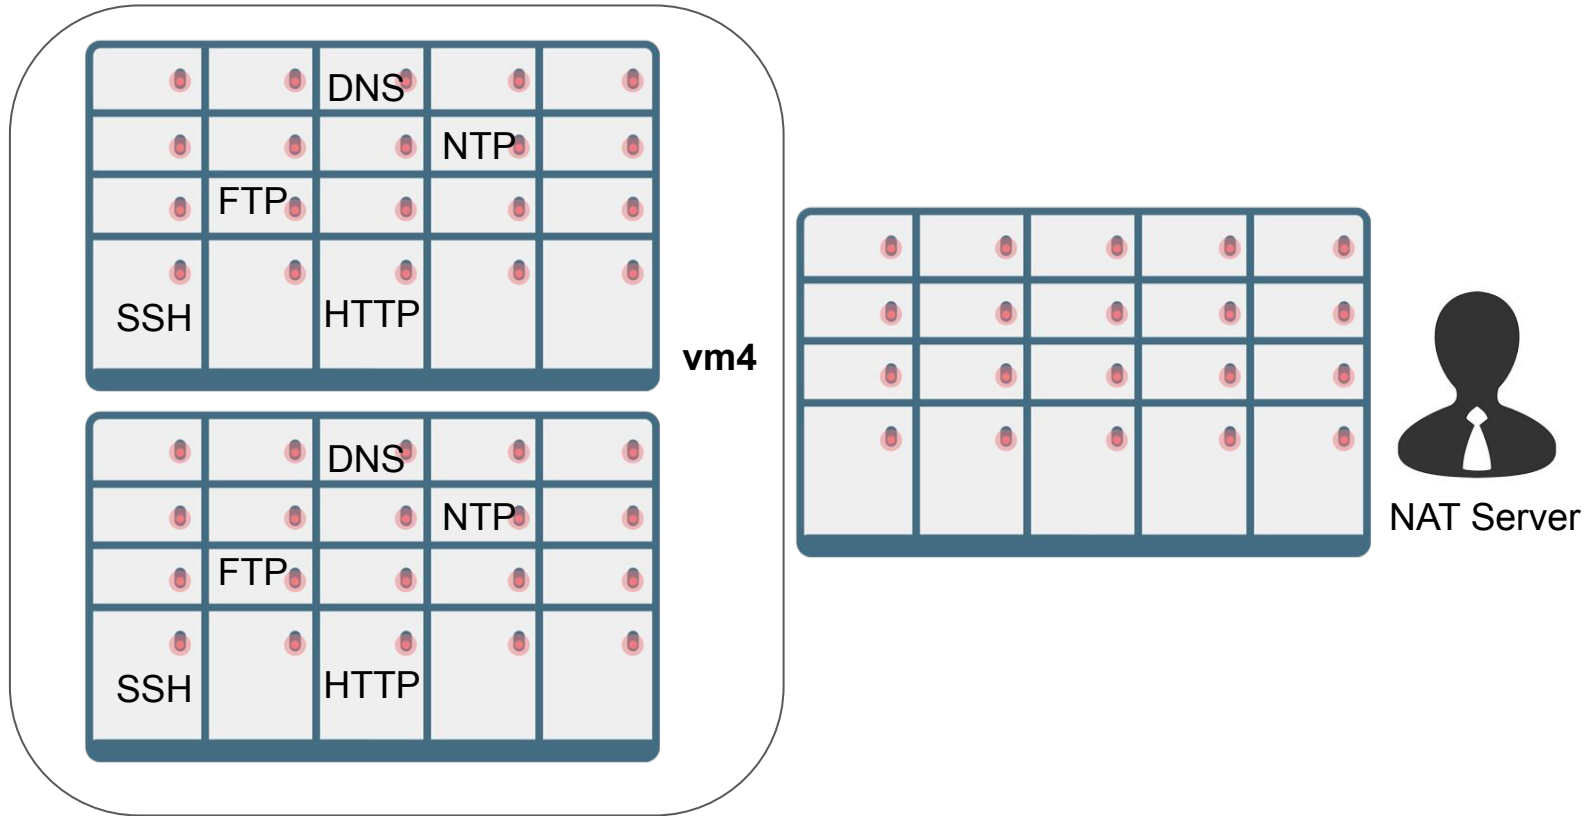 DNS
NTP
FTP
SSH
HTTP
vm4
DNS
NTP
FTP
SSH
HTTP
NAT Server